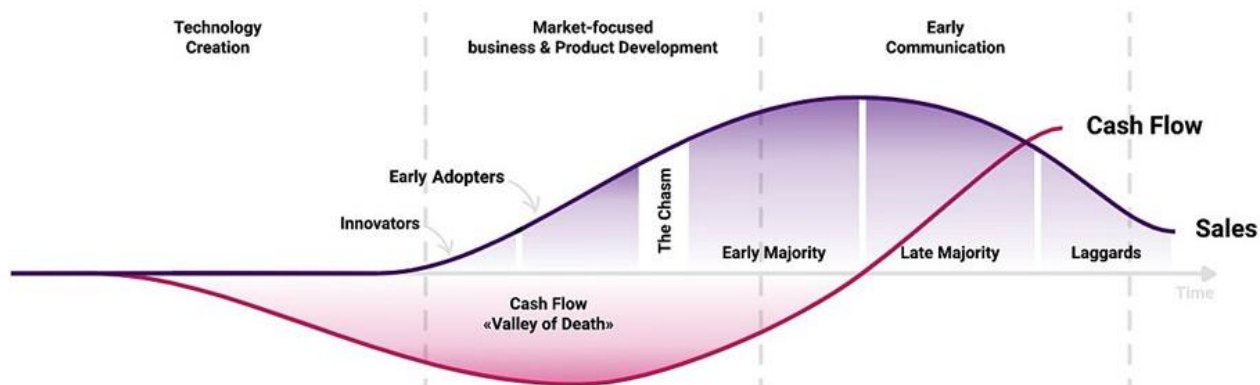 Technology
Creation
Market-focused
business & Product Development
Early
Communication
Cash Flow
Early Adopters
The Chasm
Innovators
Sales
Early Majority
Late Majority
Laggards
Time
Cash Flow
«Valley of Death»